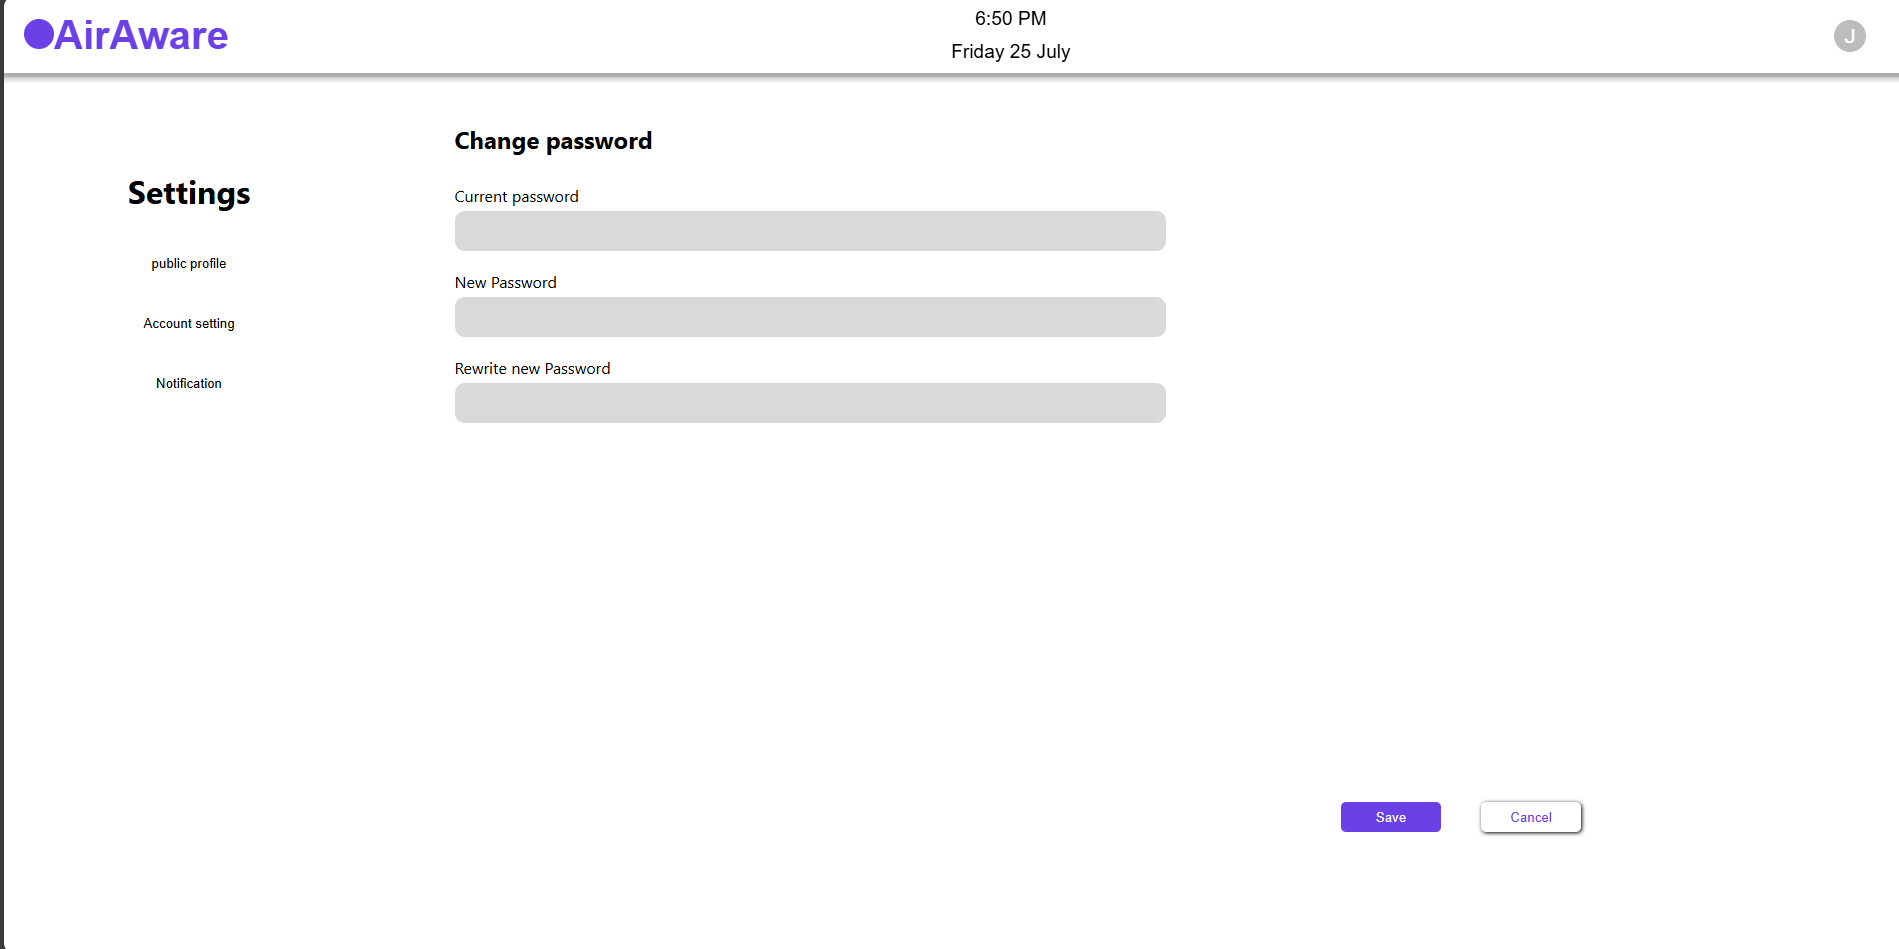 AirAware
6:50 PM
Friday 25 July
J
Settings
public profile
Account setting
Notification
Change password
Current password
New Password
Rewrite new Password
Save
Cancel